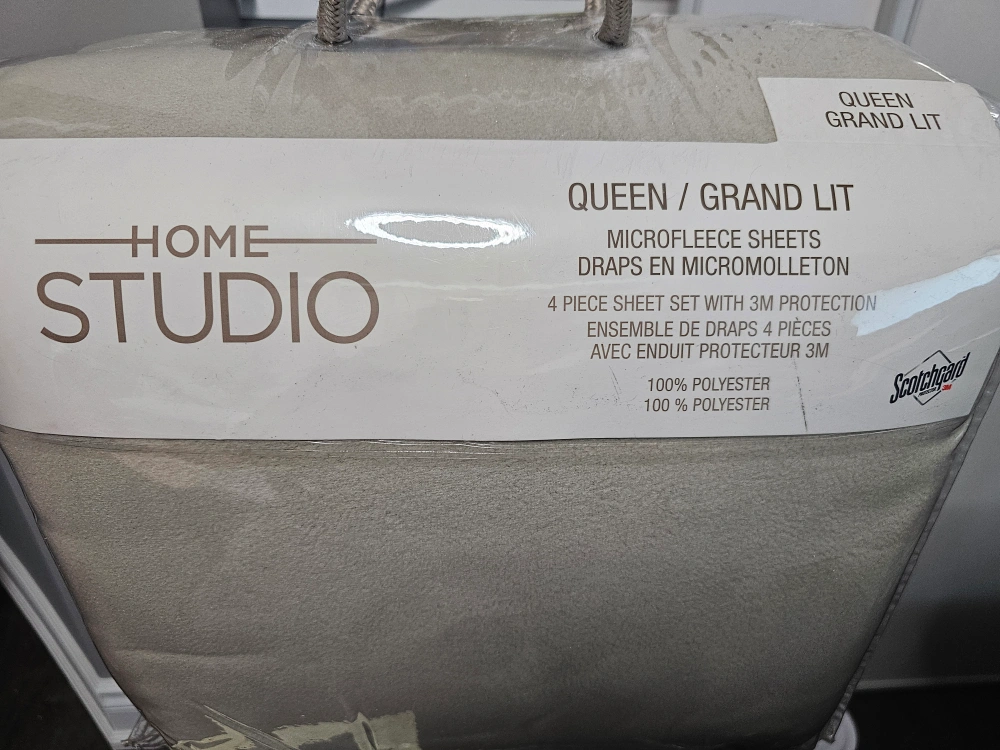 QUEEN
GRAND LIT
HOME
STUDIO
QUEEN / GRAND LIT
MICROFLEECE SHEETS
DRAPS EN MICROMOLLETON
4 PIECE SHEET SET WITH 3M PROTECTION
ENSEMBLE DE DRAPS 4 PIÈCES
AVEC ENDUIT PROTECTEUR 3M
100% POLYESTER
100 % POLYESTER
Scotchgard
PROTECTOR 3M